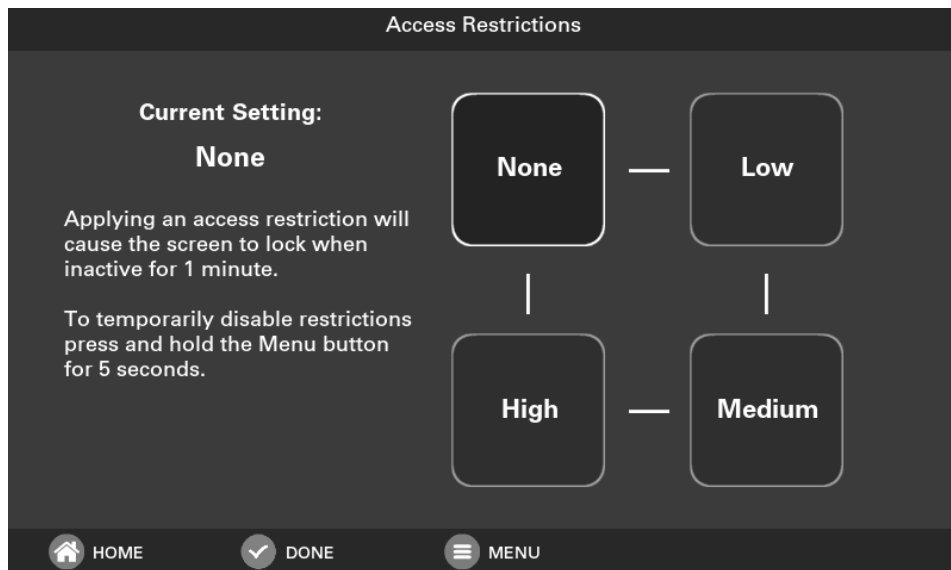 Access Restrictions
Current Setting:
None
Applying an access restriction will
cause the screen to lock when
inactive for 1 minute.
To temporarily disable restrictions
press and hold the Menu button
for 5 seconds.
None
Low
High
Medium
HOME
DONE
MENU